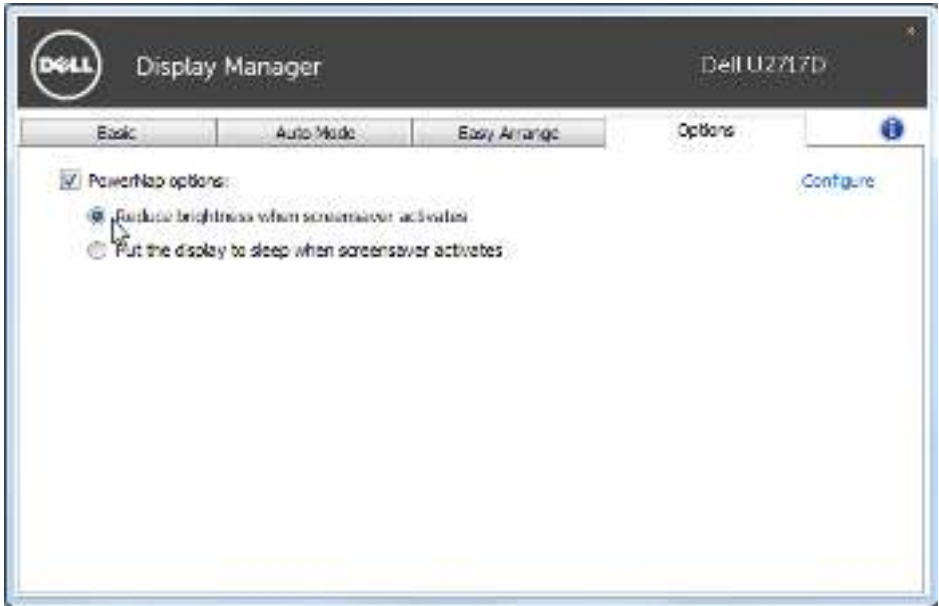 DELL
Display Manager
Dell U2717D
Basic
Auto Mode
Easy Arrange
Options
PowerNap options:
Configure
Reduce brightness when screensaver activates
Put the display to sleep when screensaver activates